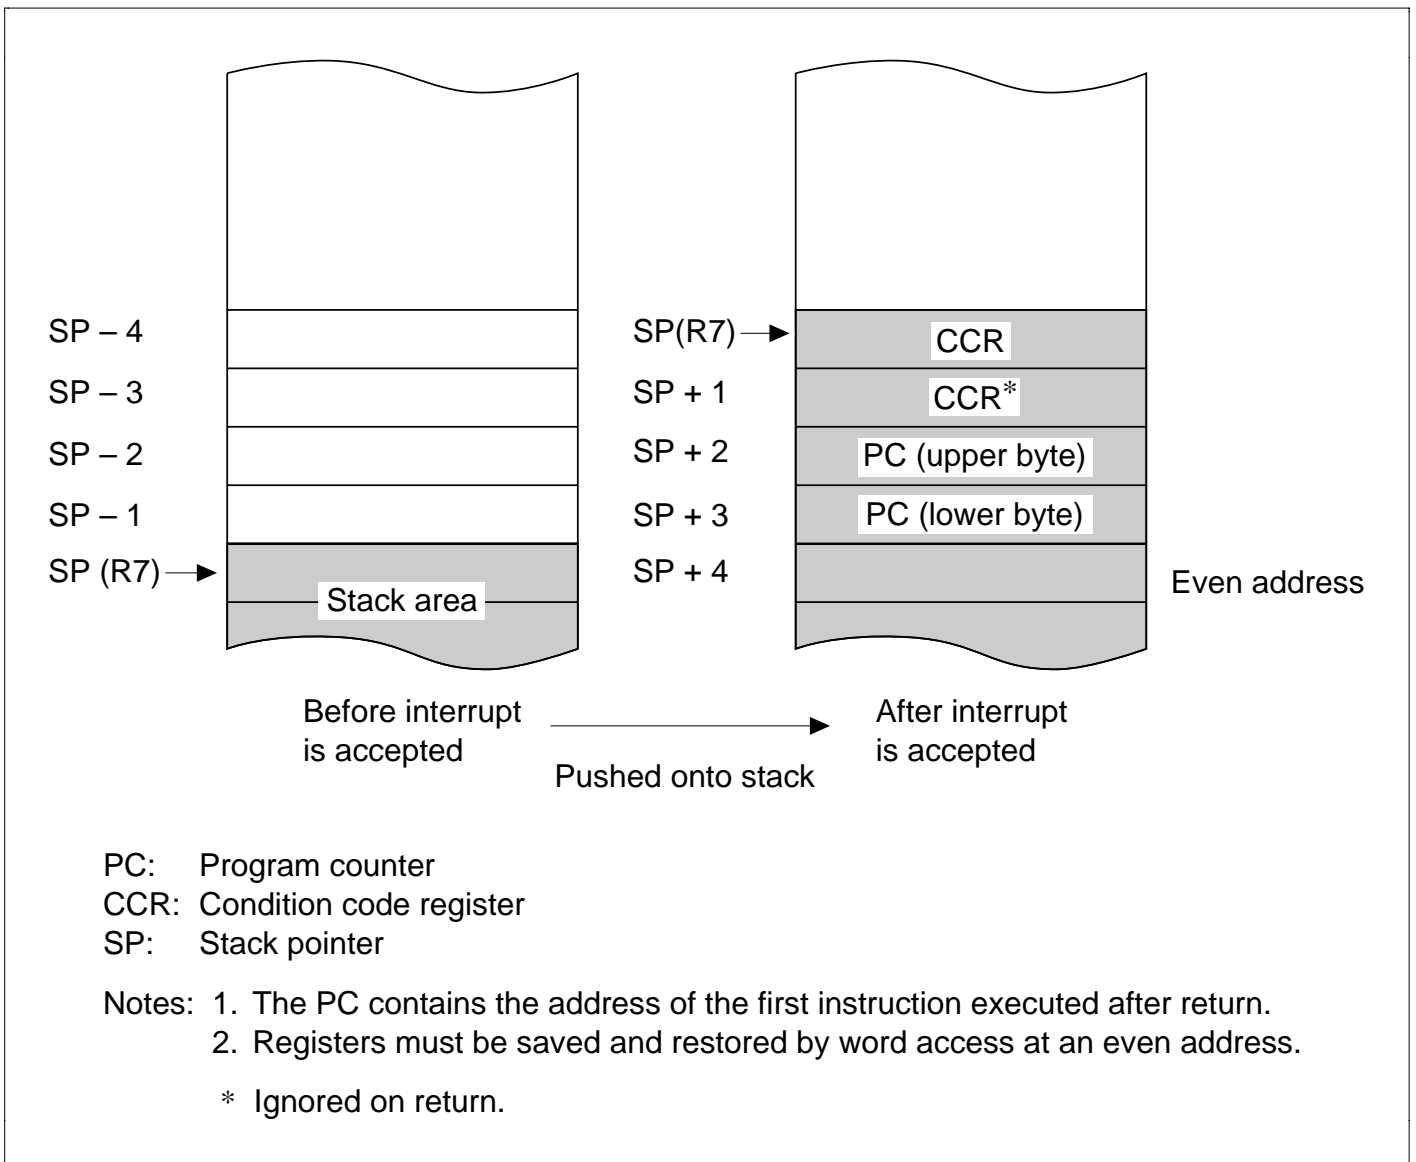 SP – 4
SP – 3
SP – 2
SP – 1
SP (R7)
Stack area
SP(R7)
SP + 1
SP + 2
SP + 3
SP + 4
CCR
CCR*
PC (upper byte)
PC (lower byte)
Even address
Before interrupt
is accepted
Pushed onto stack
After interrupt
is accepted
PC: Program counter
CCR: Condition code register
SP: Stack pointer
Notes: 1. The PC contains the address of the first instruction executed after return.
2. Registers must be saved and restored by word access at an even address.
* Ignored on return.